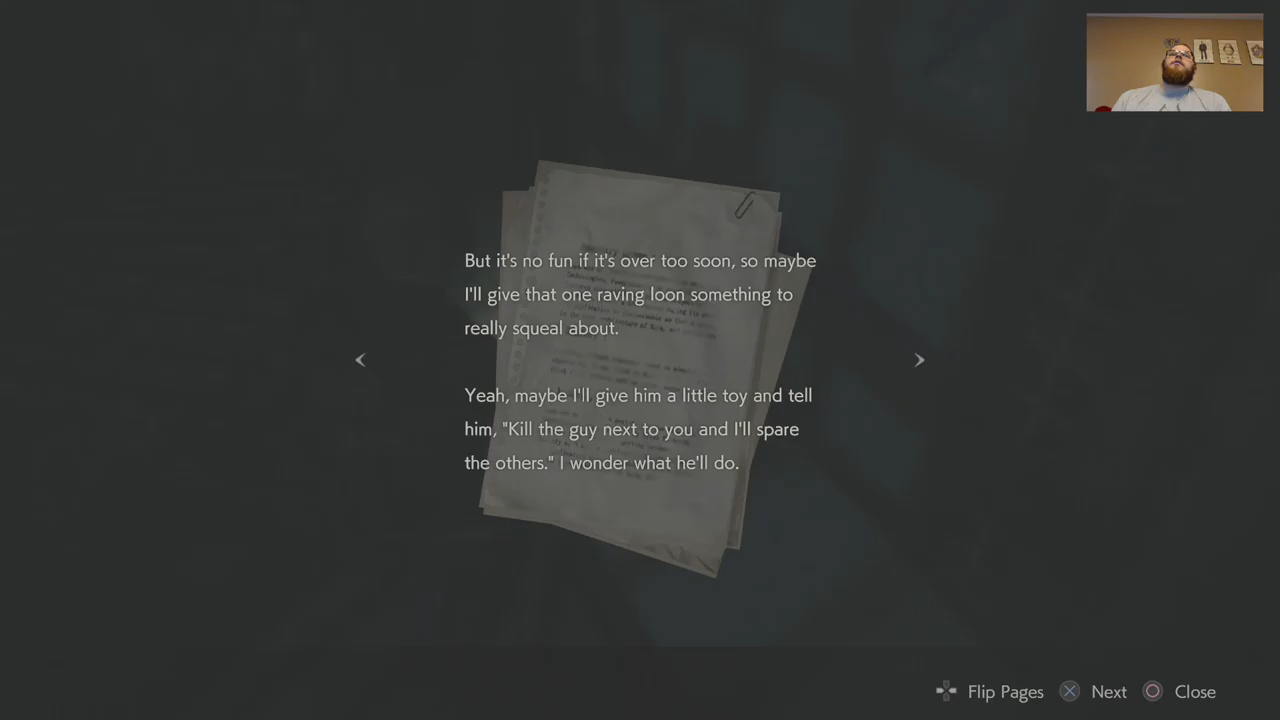 But it's no fun if it's over too soon, so maybe
I'll give that one raving loon something to
really squeal about.
Yeah, maybe I'll give him a little toy and tell
him, "Kill the guy next to you and I'll spare
the others." I wonder what he'll do.
Flip Pages Next Close